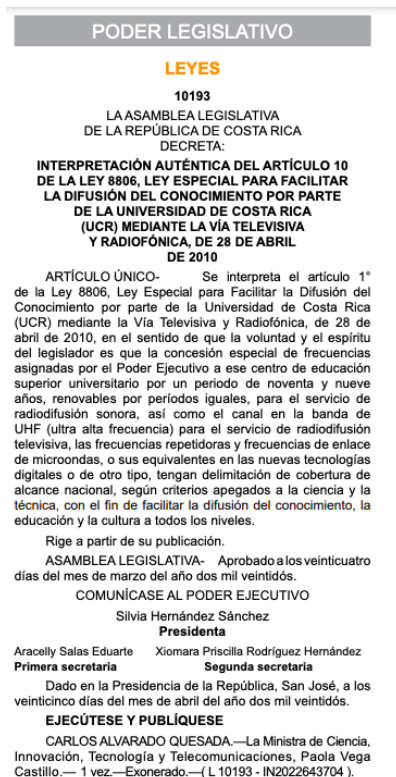 PODER LEGISLATIVO
LEYES
10193
LA ASAMBLEA LEGISLATIVA
DE LA REPÚBLICA DE COSTA RICA
DECRETA:
INTERPRETACIÓN AUTÉNTICA DEL ARTÍCULO 10
DE LA LEY 8806, LEY ESPECIAL PARA FACILITAR
LA DIFUSIÓN DEL CONOCIMIENTO POR PARTE
DE LA UNIVERSIDAD DE COSTA RICA
(UCR) MEDIANTE LA VÍA TELEVISIVA
Y RADIOFÓNICA, DE 28 DE ABRIL
DE 2010
ARTÍCULO ÚNICO- Se interpreta el artículo 1°
de la Ley 8806, Ley Especial para Facilitar la Difusión del
Conocimiento por parte de la Universidad de Costa Rica
(UCR) mediante la Vía Televisiva y Radiofónica, de 28 de
abril de 2010, en el sentido de que la voluntad y el espíritu
del legislador es que la concesión especial de frecuencias
asignadas por el Poder Ejecutivo a ese centro de educación
superior universitario por un periodo de noventa y nueve
años, renovables por períodos iguales, para el servicio de
radiodifusión sonora, así como el canal en la banda de
UHF (ultra alta frecuencia) para el servicio de radiodifusión
televisiva, las frecuencias repetidoras y frecuencias de enlace
de microondas, o sus equivalentes en las nuevas tecnologías
digitales o de otro tipo, tengan delimitación de cobertura de
alcance nacional, según criterios apegados a la ciencia y la
técnica, con el fin de facilitar la difusión del conocimiento, la
educación y la cultura a todos los niveles.
Rige a partir de su publicación.
ASAMBLEA LEGISLATIVA- Aprobado a los veinticuatro
días del mes de marzo del año dos mil veintidós.
COMUNÍCASE AL PODER EJECUTIVO
Silvia Hernández Sánchez
Presidenta
Aracelly Salas Eduarte Xiomara Priscilla Rodríguez Hernández
Primera secretaria Segunda secretaria
Dado en la Presidencia de la República, San José, a los
veinticinco días del mes de abril del año dos mil veintidós.
EJECÚTESE Y PUBLÍQUESE
CARLOS ALVARADO QUESADA.—La Ministra de Ciencia,
Innovación, Tecnología y Telecomunicaciones, Paola Vega
Castillo.— 1 vez.—Exonerado.—( L 10193 - IN2022643704 ).